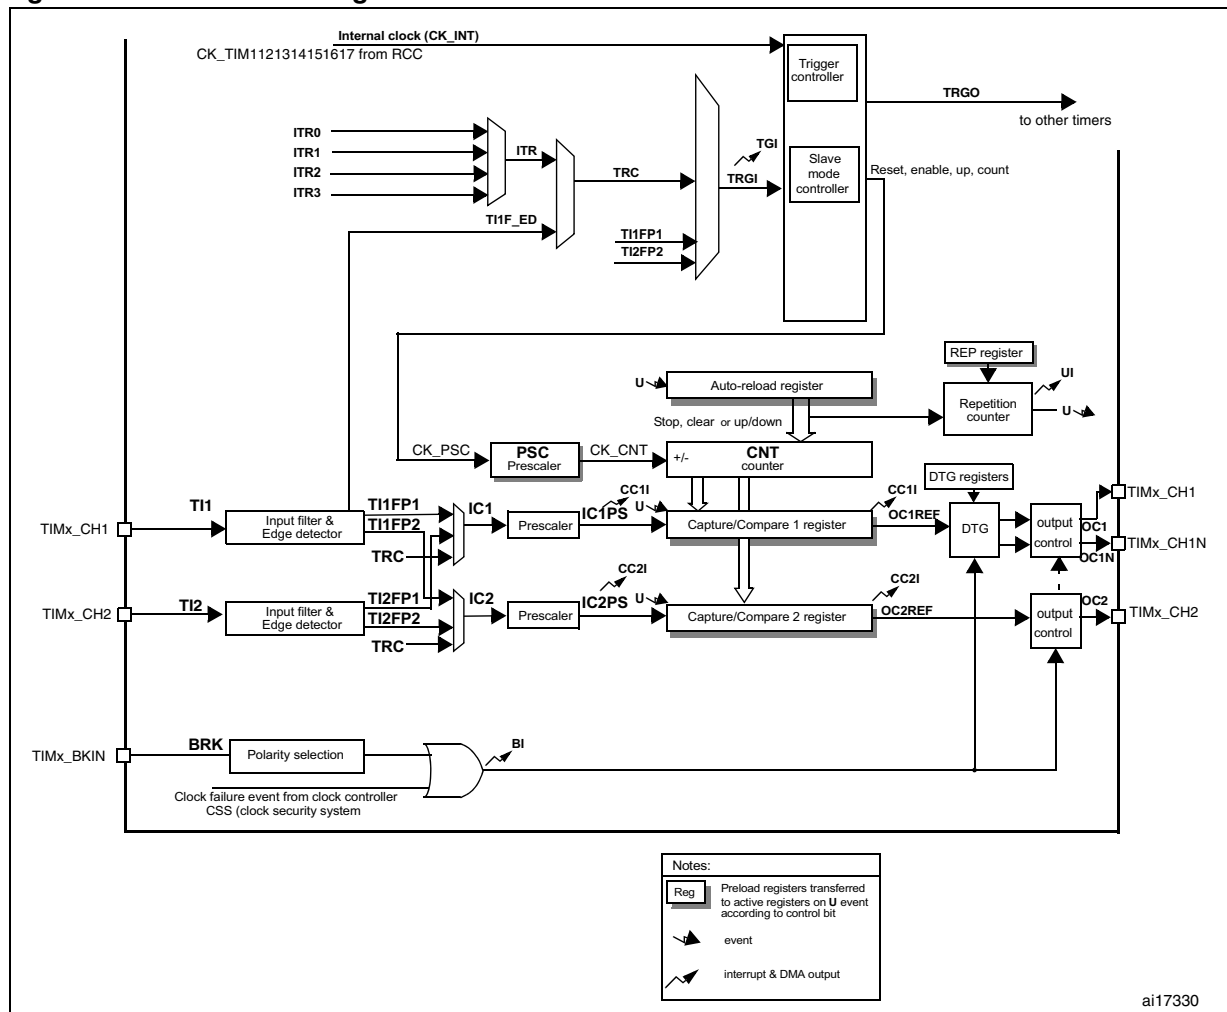 Internal clock (CK_INT)
CK_TIM1121314151617 from RCC
Trigger
controller
TRGO
to other timers
ITR0
ITR1
ITR2
ITR3
ITR
TRC
TGI
TRGI
Slave
mode
controller
Reset, enable, up, count
TI1F_ED
TI1FP1
TI2FP2
REP register
UI
U
Auto-reload register
Repetition
counter
U
Stop, clear or up/down
CK_PSC
PSC
Prescaler
CK_CNT
+/-
CNT
counter
DTG registers
TIMx_CH1
TI1
Input filter &
Edge detector
TI1FP1
TI1FP2
TRC
IC1
Prescaler
IC1PS
CC1I
U
Capture/Compare 1 register
CC1I
OC1REF
DTG
output
control
OC1
OC1N
TIMx_CH1
TIMx_CH1N
TIMx_CH2
TI2
Input filter &
Edge detector
TI2FP1
TI2FP2
TRC
IC2
Prescaler
IC2PS
CC2I
U
Capture/Compare 2 register
CC2I
OC2REF
output
control
OC2
TIMx_CH2
TIMx_BKIN
BRK
Polarity selection
BI
Clock failure event from clock controller
CSS (clock security system
Notes:
Reg
Preload registers transferred
to active registers on U event
according to control bit
event
interrupt & DMA output
ai17330